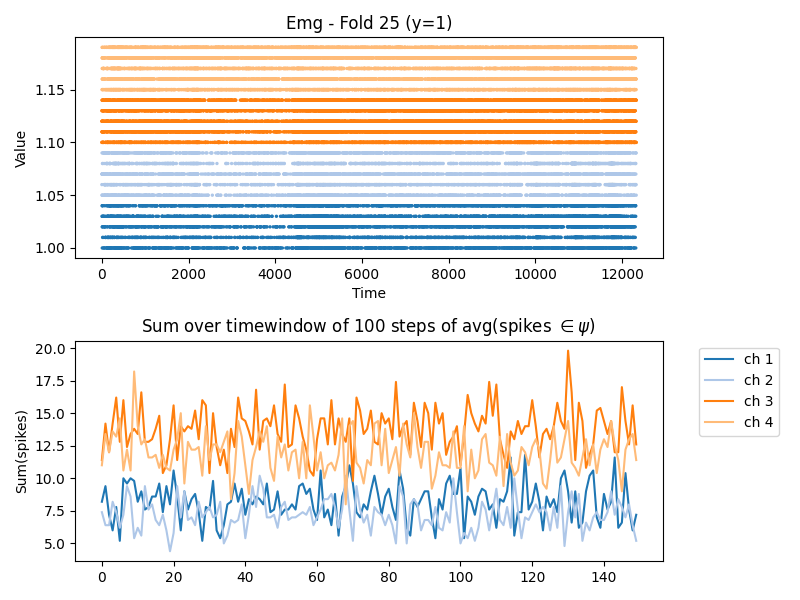 Emg - Fold 25 (y=1)
Value
1.15
1.10
1.05
1.00
0 2000 4000 6000 8000 10000 12000
Time
Sum over timewindow of 100 steps of avg(spikes ∈ ψ)
Sum(spikes)
20.0
17.5
15.0
12.5
10.0
7.5
5.0
0 20 40 60 80 100 120 140
ch 1
ch 2
ch 3
ch 4